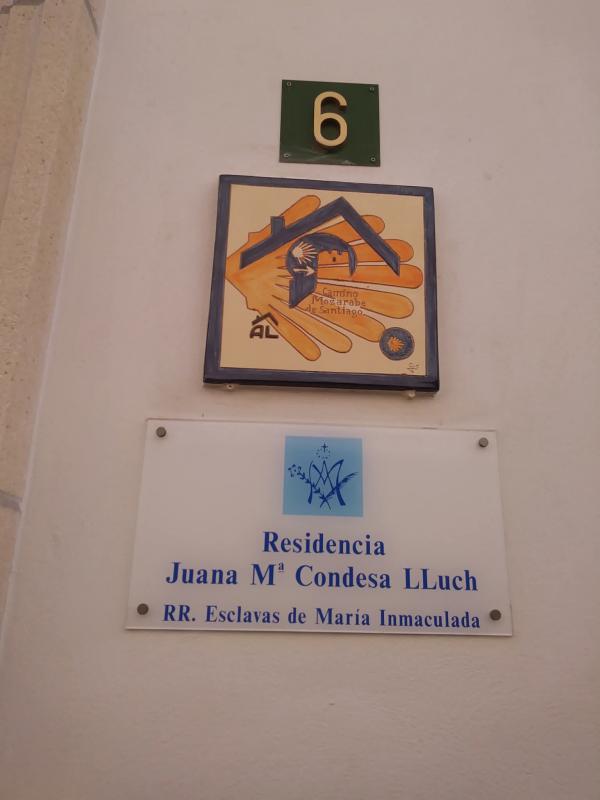 6
Camino
Mozárabe
de Santiago
AL
Residencia
Juana Mª Condesa LLuch
RR. Esclavas de María Inmaculada